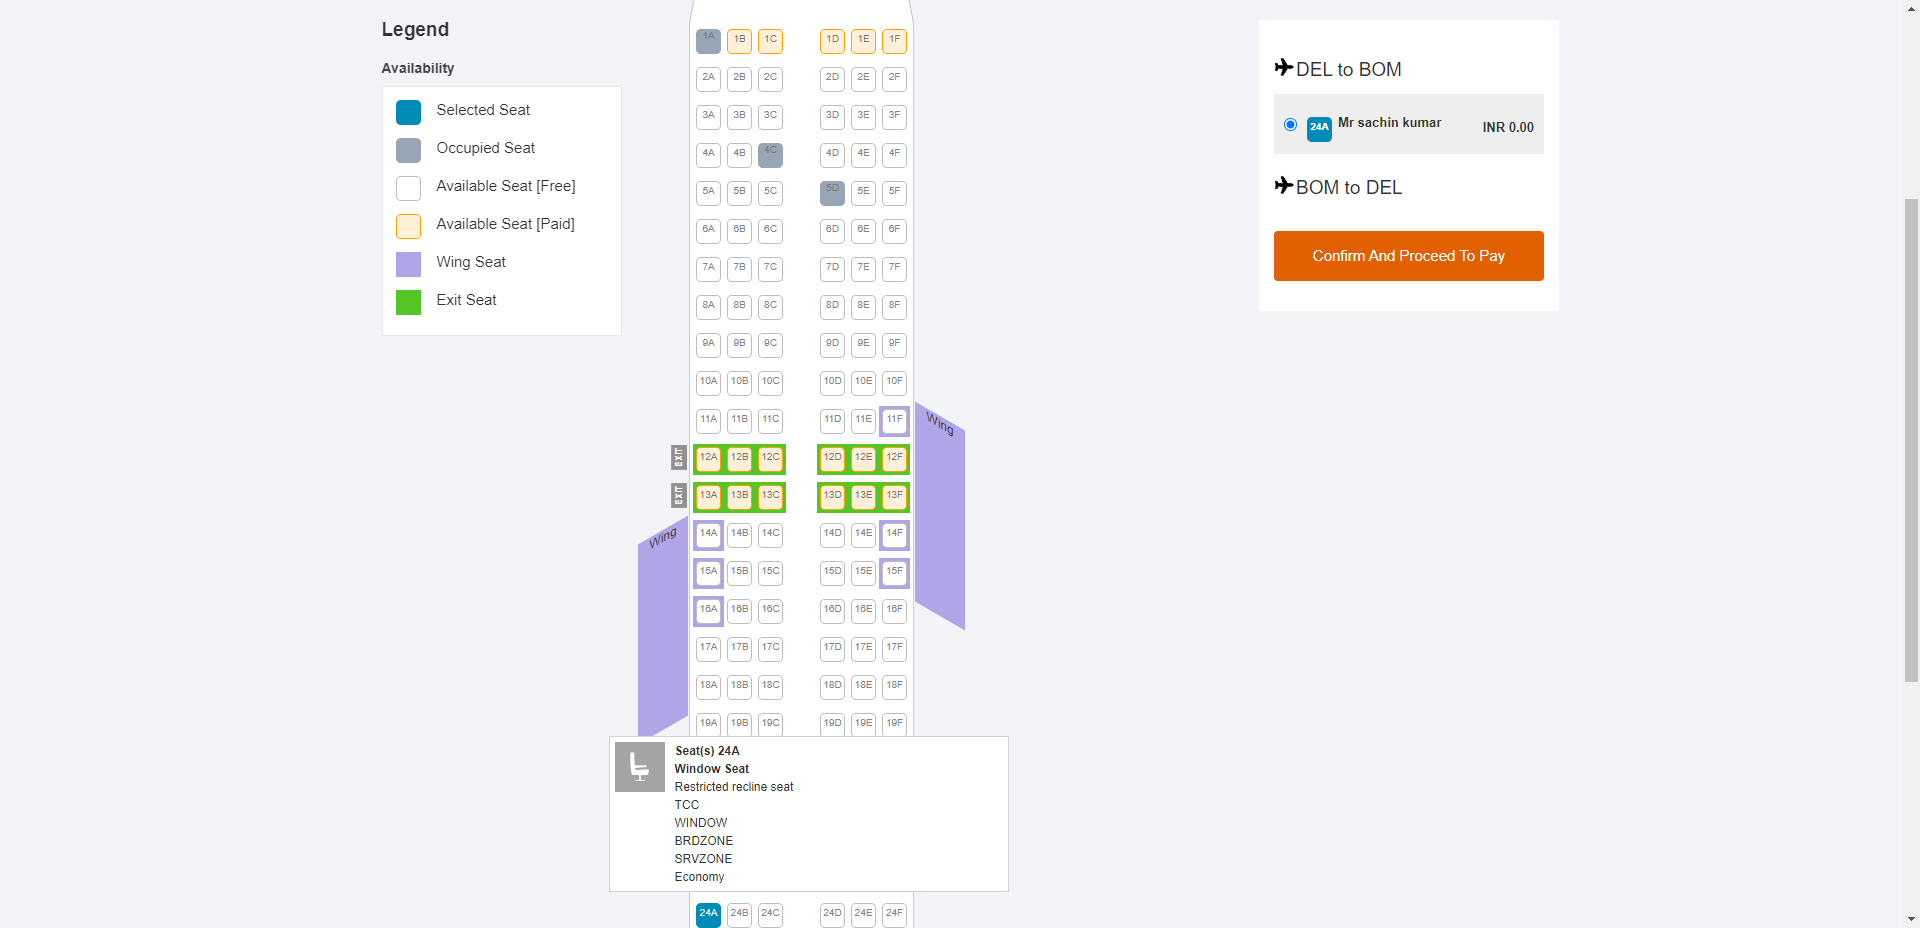 Legend
Availability
Selected Seat
Occupied Seat
Available Seat [Free]
Available Seat [Paid]
Wing Seat
Exit Seat
1A 1B 1C 1D 1E 1F
2A 2B 2C 2D 2E 2F
3A 3B 3C 3D 3E 3F
4A 4B 4C 4D 4E 4F
5A 5B 5C 5D 5E 5F
6A 6B 6C 6D 6E 6F
7A 7B 7C 7D 7E 7F
8A 8B 8C 8D 8E 8F
9A 9B 9C 9D 9E 9F
10A 10B 10C 10D 10E 10F
11A 11B 11C 11D 11E 11F Wing
EXIT 12A 12B 12C 12D 12E 12F
EXIT 13A 13B 13C 13D 13E 13F
Wing 14A 14B 14C 14D 14E 14F
15A 15B 15C 15D 15E 15F
16A 16B 16C 16D 16E 16F
17A 17B 17C 17D 17E 17F
18A 18B 18C 18D 18E 18F
19A 19B 19C 19D 19E 19F
Seat(s) 24A
Window Seat
Restricted recline seat
TCC
WINDOW
BRDZONE
SRVZONE
Economy
24A 24B 24C 24D 24E 24F
DEL to BOM
24A Mr sachin kumar INR 0.00
BOM to DEL
Confirm And Proceed To Pay